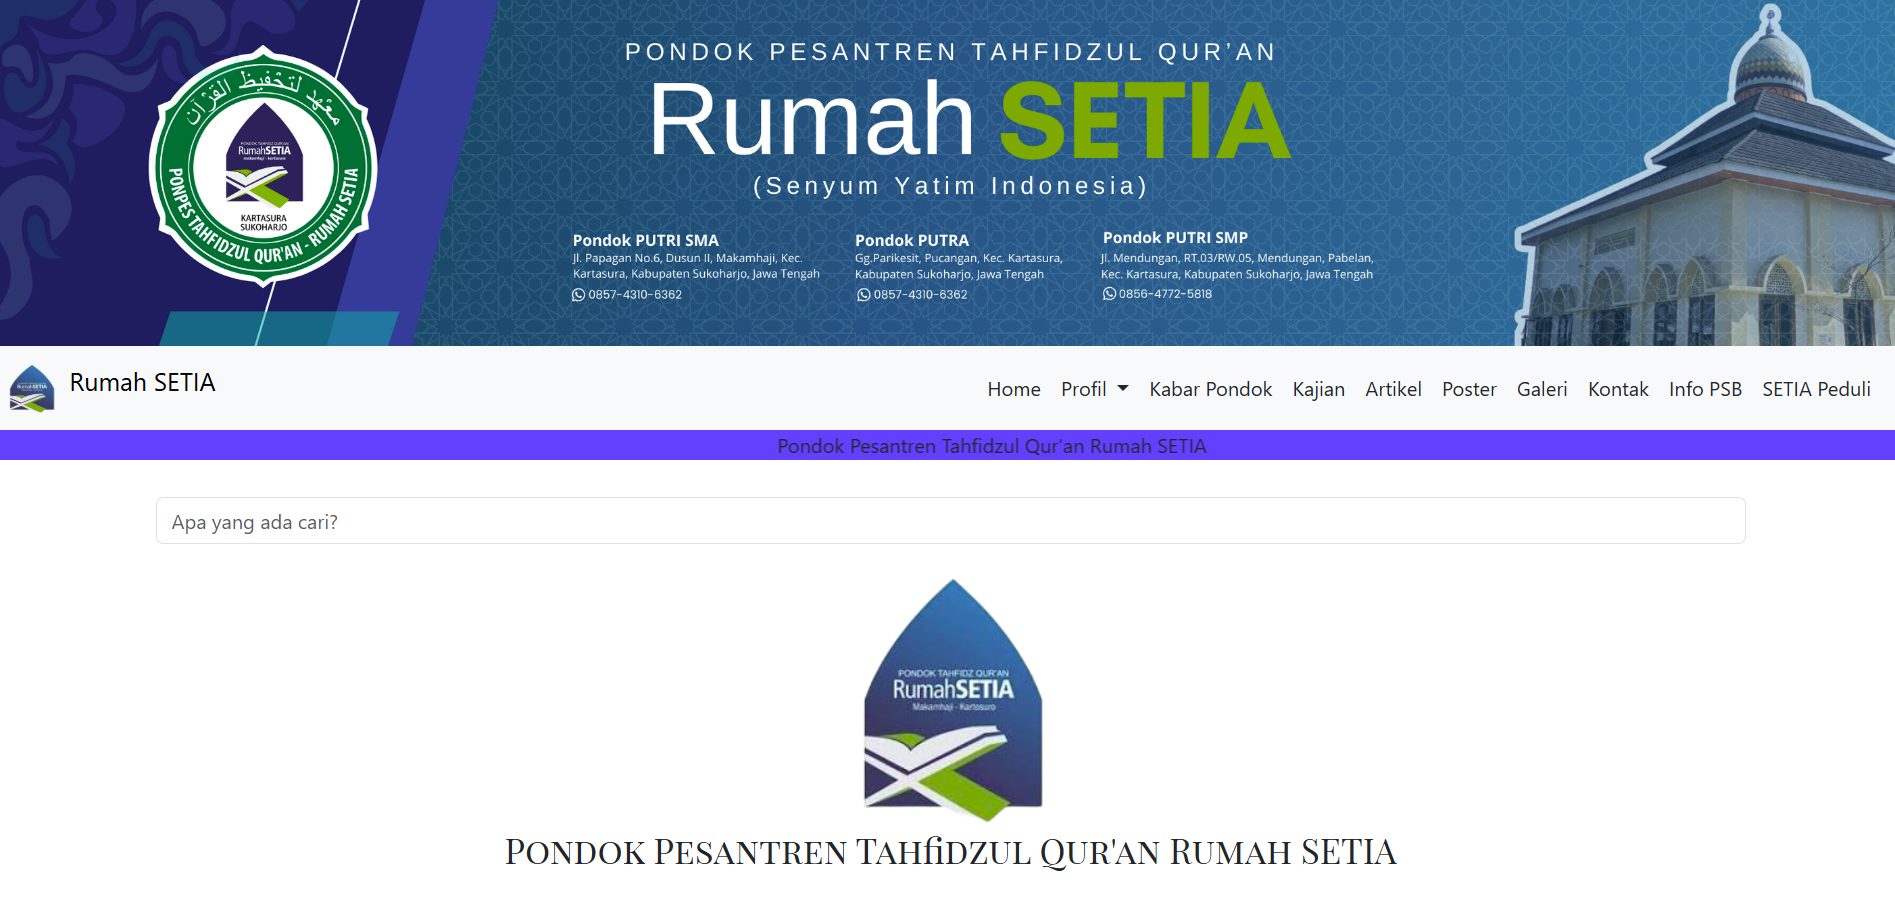 PONDOK PESANTREN TAHFIDZUL QUR'AN
Rumah SETIA
(Senyum Yatim Indonesia)
معهد لتحفيظ القرآن
PONDOK TAHFIDZ QUR'AN
RumahSETIA
makamhaji - kartasura
KARTASURA
SUKOHARJO
PONPES TAHFIDZUL QUR'AN - RUMAH SETIA
Pondok PUTRI SMA
Jl. Papagan No.6, Dusun II, Makamhaji, Kec.
Kartasura, Kabupaten Sukoharjo, Jawa Tengah
0857-4310-6362
Pondok PUTRA
Gg.Parikesit, Pucangan, Kec. Kartasura,
Kabupaten Sukoharjo, Jawa Tengah
0857-4310-6362
Pondok PUTRI SMP
Jl. Mendungan, RT.03/RW.05, Mendungan, Pabelan,
Kec. Kartasura, Kabupaten Sukoharjo, Jawa Tengah
0856-4772-5818
RumahSETIA
Rumah SETIA
Home Profil Kabar Pondok Kajian Artikel Poster Galeri Kontak Info PSB SETIA Peduli
Pondok Pesantren Tahfidzul Qur'an Rumah SETIA
Apa yang ada cari?
PONDOK TAHFIDZ QUR'AN
RumahSETIA
Makamhaji - Kartosuro
Pondok Pesantren Tahfidzul Qur'an Rumah SETIA